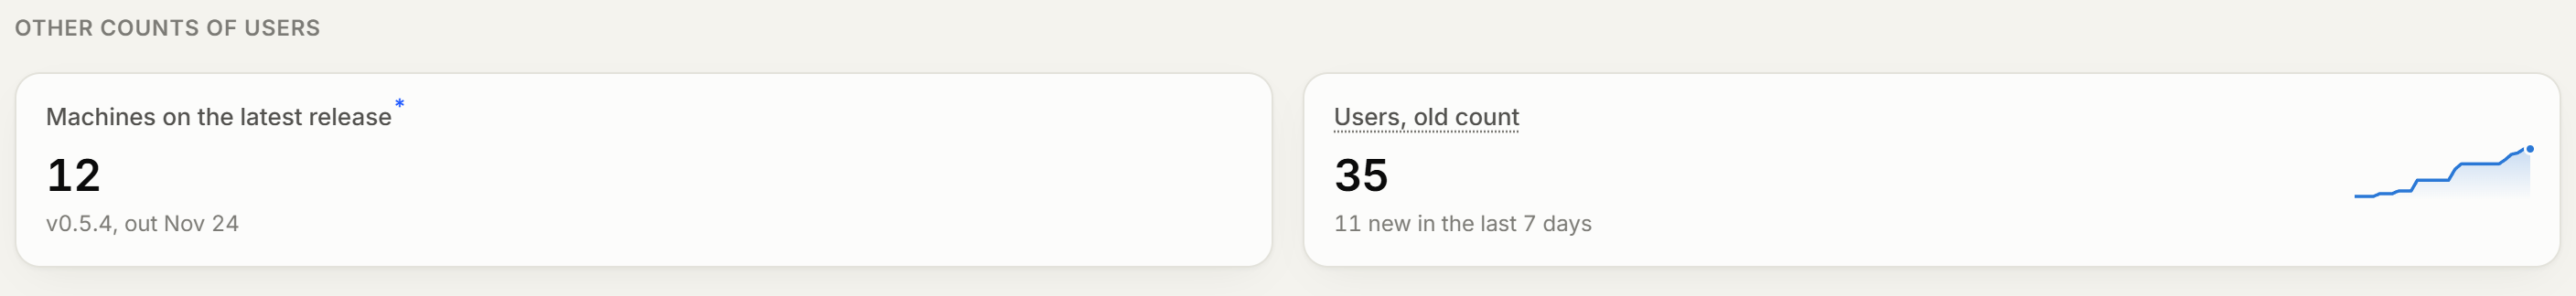 OTHER COUNTS OF USERS
Machines on the latest release*
12
v0.5.4, out Nov 24
Users, old count
35
11 new in the last 7 days